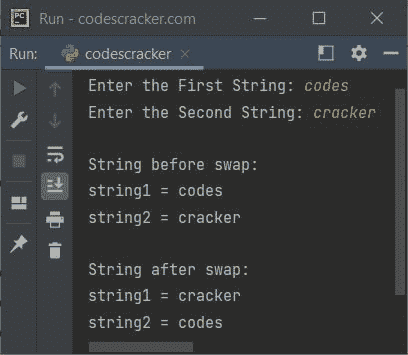 PC
Run - codescracker.com
Run: codescracker
Enter the First String: codes
Enter the Second String: cracker
String before swap:
string1 = codes
string2 = cracker
String after swap:
string1 = cracker
string2 = codes